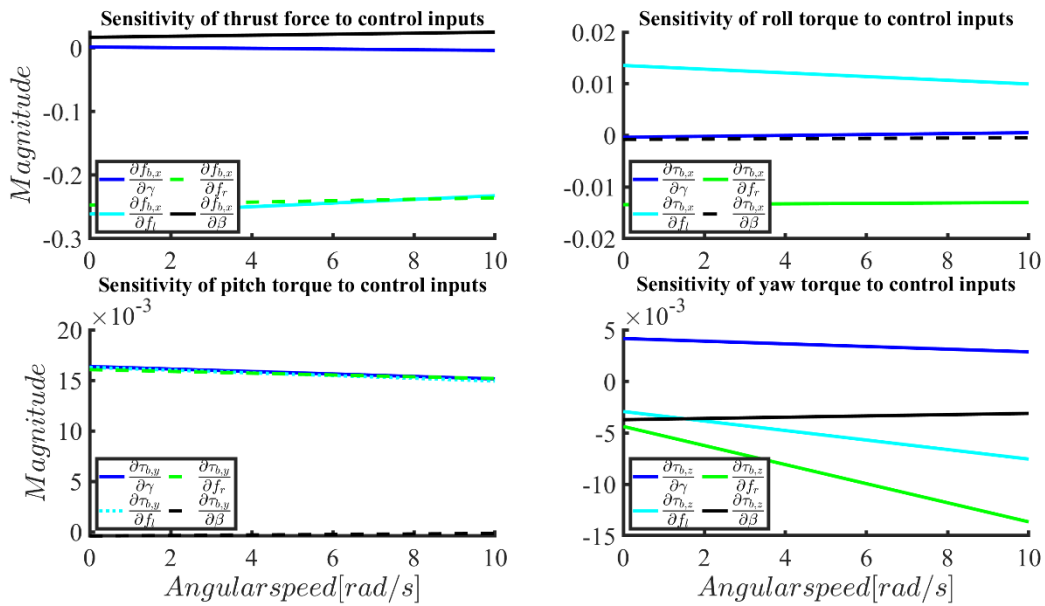 Sensitivity of thrust force to control inputs
Magnitude
0
-0.1
-0.2
-0.3
∂f_{b,x}/∂γ ∂f_{b,x}/∂f_r
∂f_{b,x}/∂f_l ∂f_{b,x}/∂β
0 2 4 6 8 10
Sensitivity of roll torque to control inputs
0.02
0.01
0
-0.01
-0.02
∂τ_{b,x}/∂γ ∂τ_{b,x}/∂f_r
∂τ_{b,x}/∂f_l ∂τ_{b,x}/∂β
0 2 4 6 8 10
Sensitivity of pitch torque to control inputs
×10^{-3}
Magnitude
20
15
10
5
0
∂τ_{b,y}/∂γ ∂τ_{b,y}/∂f_r
∂τ_{b,y}/∂f_l ∂τ_{b,y}/∂β
0 2 4 6 8 10
Angularspeed[rad/s]
Sensitivity of yaw torque to control inputs
×10^{-3}
5
0
-5
-10
-15
∂τ_{b,z}/∂γ ∂τ_{b,z}/∂f_r
∂τ_{b,z}/∂f_l ∂τ_{b,z}/∂β
0 2 4 6 8 10
Angularspeed[rad/s]